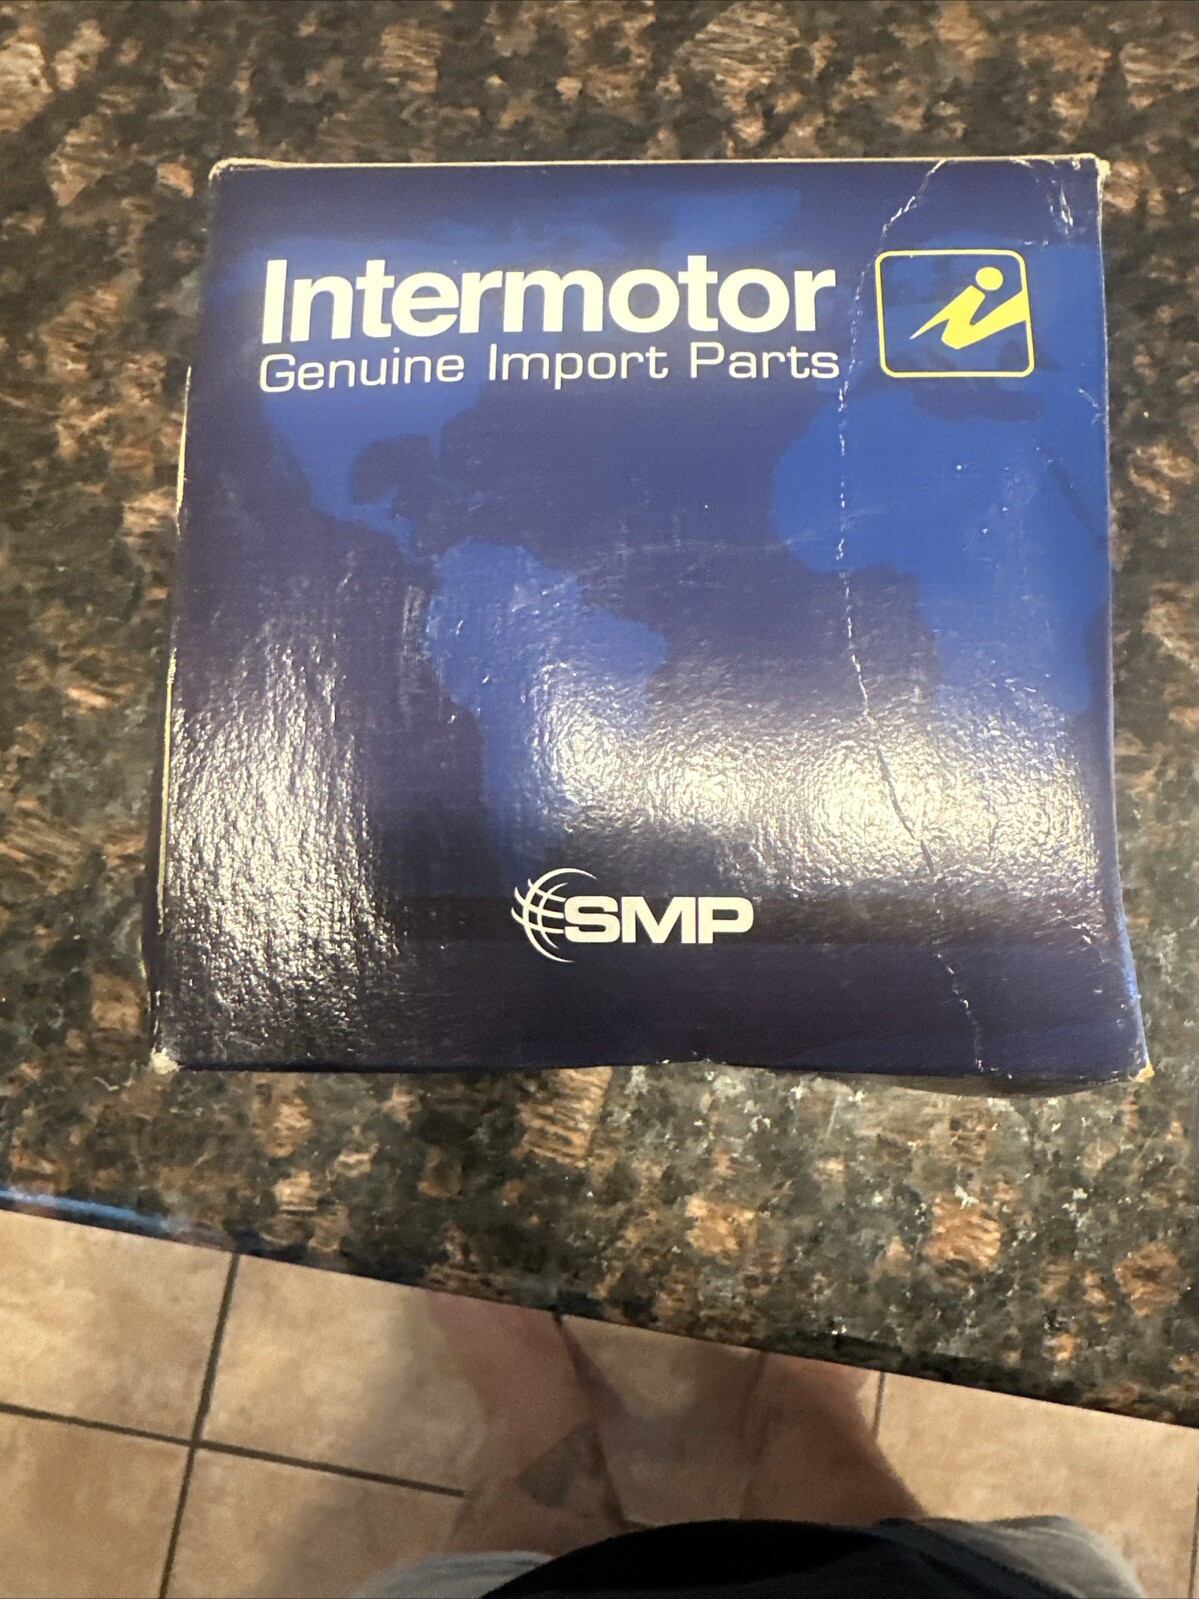 Intermotor
Genuine Import Parts
SMP